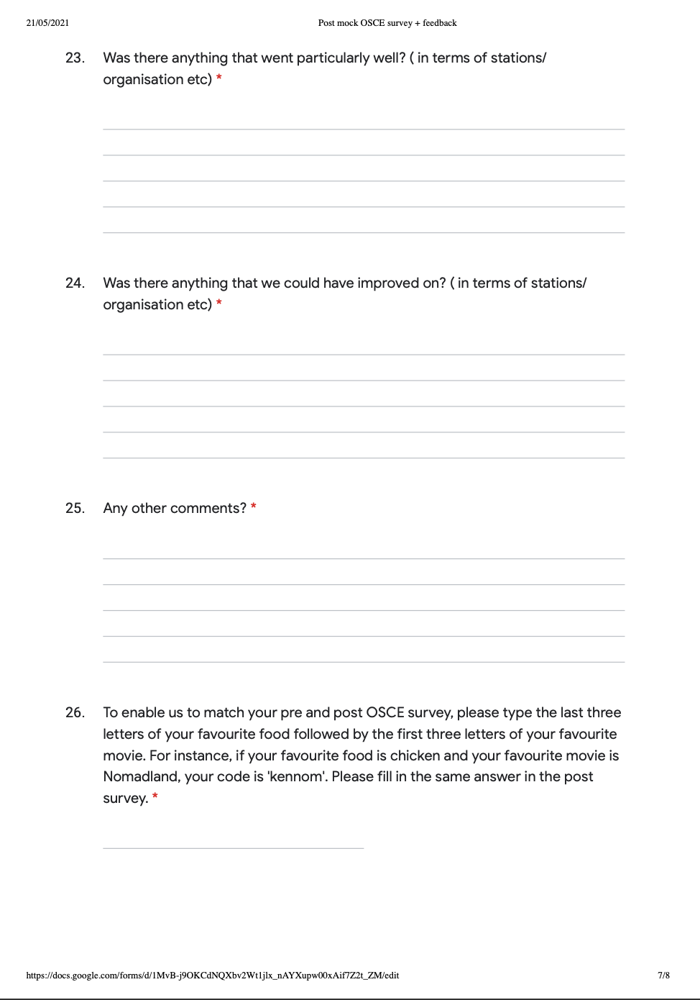 21/05/2021 Post mock OSCE survey + feedback
23. Was there anything that went particularly well? ( in terms of stations/
organisation etc) *
24. Was there anything that we could have improved on? ( in terms of stations/
organisation etc) *
25. Any other comments? *
26. To enable us to match your pre and post OSCE survey, please type the last three
letters of your favourite food followed by the first three letters of your favourite
movie. For instance, if your favourite food is chicken and your favourite movie is
Nomadland, your code is 'kennom'. Please fill in the same answer in the post
survey. *
https://docs.google.com/forms/d/1MvB-j9OKCdNQXbv2Wt1jlx_nAYXupw00xAif7Z2t_ZM/edit 7/8